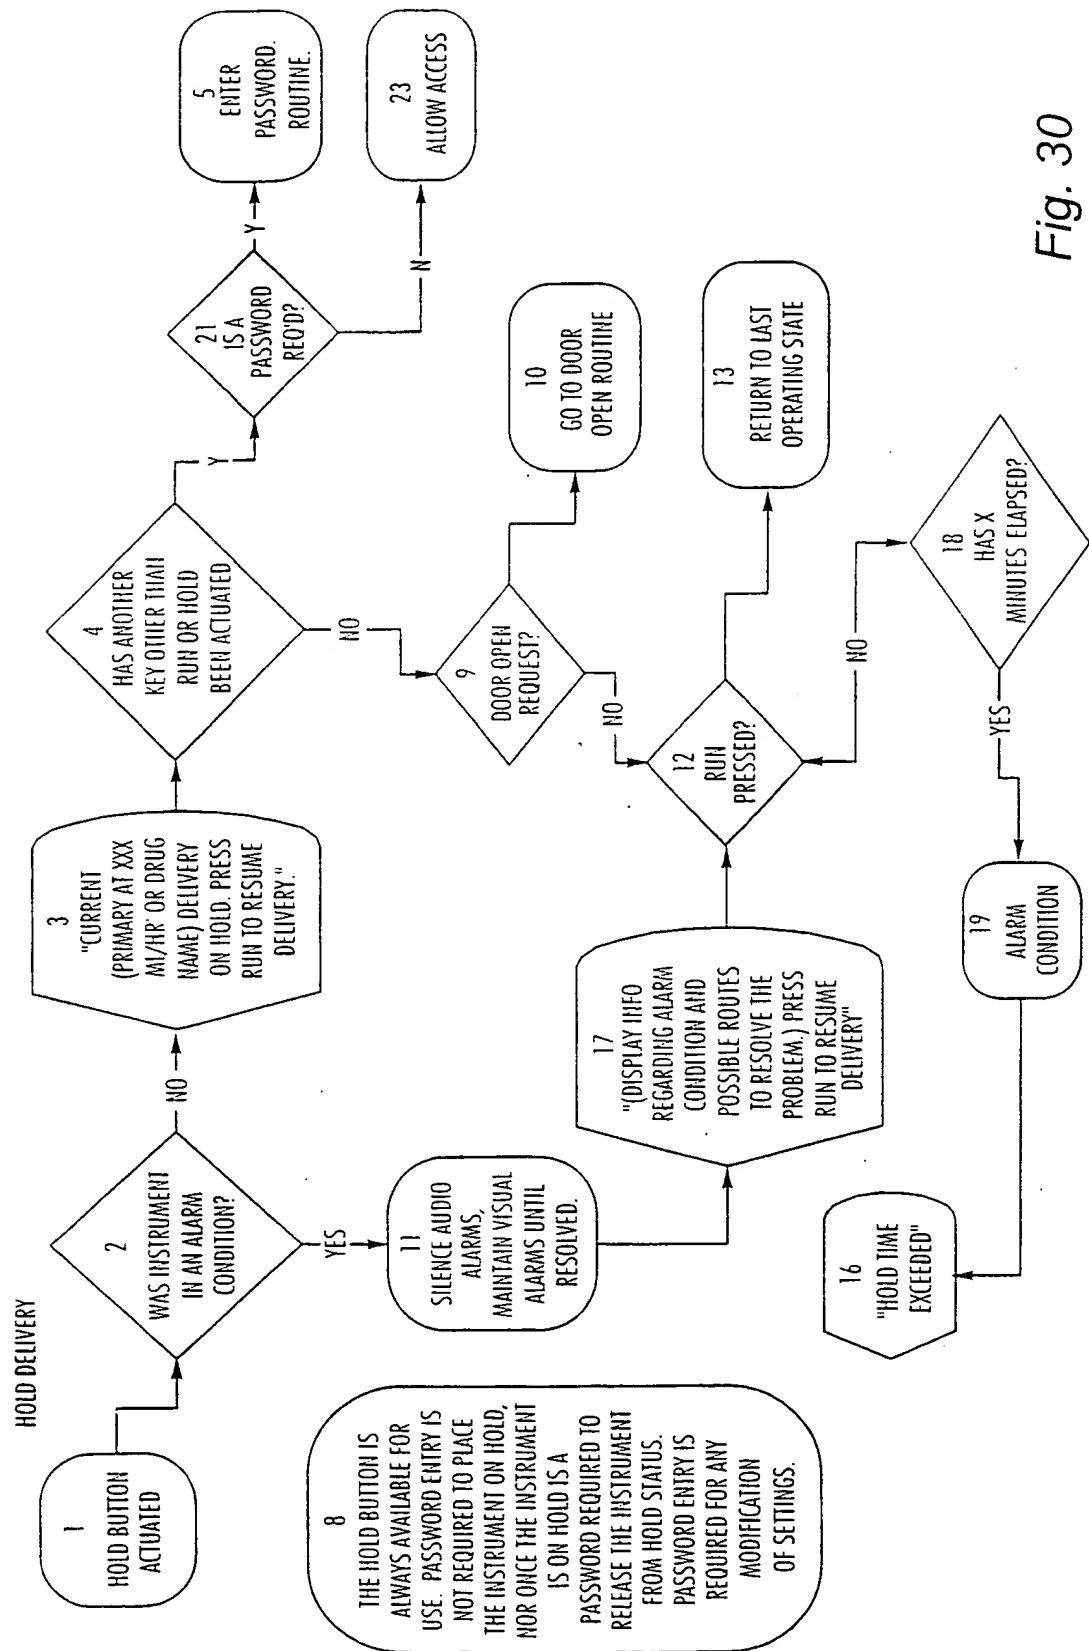 HOLD DELIVERY
1
HOLD BUTTON
ACTUATED
2
WAS INSTRUMENT
IN AN ALARM
CONDITION?
NO
YES
3
"CURRENT
(PRIMARY AT XXX
MI/HR' OR DRUG
NAME) DELIVERY
ON HOLD. PRESS
RUN TO RESUME
DELIVERY."
4
HAS ANOTHER
KEY OTHER THAN
RUN OR HOLD
BEEN ACTUATED
Y
NO
21
IS A
PASSWORD
REQ'D?
Y
N
5
ENTER
PASSWORD.
ROUTINE.
23
ALLOW ACCESS
9
DOOR OPEN
REQUEST?
NO
10
GO TO DOOR
OPEN ROUTINE
11
SILENCE AUDIO
ALARMS,
MAINTAIN VISUAL
ALARMS UNTIL
RESOLVED.
17
"(DISPLAY INFO
REGARDING ALARM
CONDITION AND
POSSIBLE ROUTES
TO RESOLVE THE
PROBLEM.) PRESS
RUN TO RESUME
DELIVERY"
12
RUN
PRESSED?
NO
13
RETURN TO LAST
OPERATING STATE
18
HAS X
MINUTES ELAPSED?
YES
19
ALARM
CONDITION
16
"HOLD TIME
EXCEEDED"
8
THE HOLD BUTTON IS
ALWAYS AVAILABLE FOR
USE. PASSWORD ENTRY IS
NOT REQUIRED TO PLACE
THE INSTRUMENT ON HOLD,
NOR ONCE THE INSTRUMENT
IS ON HOLD IS A
PASSWORD REQUIRED TO
RELEASE THE INSTRUMENT
FROM HOLD STATUS.
PASSWORD ENTRY IS
REQUIRED FOR ANY
MODIFICATION
OF SETTINGS.
Fig. 30